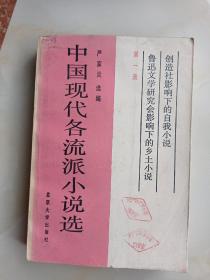 创造社影响下的自我小说
鲁迅文学研究会影响下的乡土小说
第一册
严家炎 选编
中国现代各流派小说选
北京大学出版社